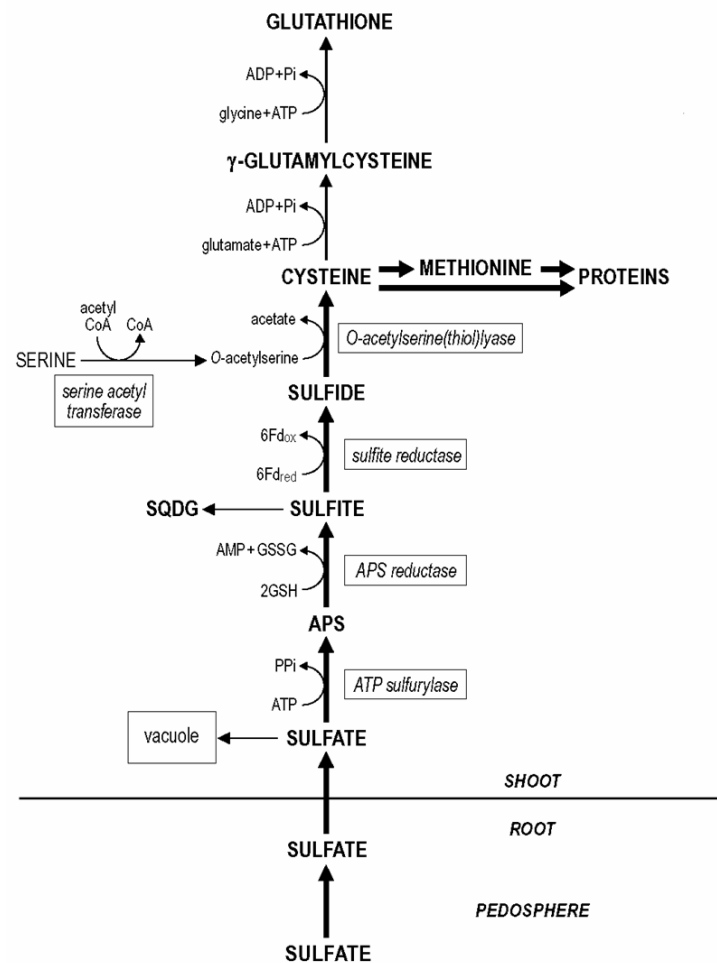 GLUTATHIONE
ADP+Pi
glycine+ATP
γ-GLUTAMYLCYSTEINE
ADP+Pi
glutamate+ATP
CYSTEINE
METHIONINE
PROTEINS
acetyl
CoA
CoA
acetate
O-acetylserine(thiol)lyase
SERINE
O-acetylserine
serine acetyl
transferase
SULFIDE
6Fdox
sulfite reductase
6Fdred
SQDG
SULFITE
AMP+GSSG
APS reductase
2GSH
APS
PPi
ATP sulfurylase
ATP
vacuole
SULFATE
SHOOT
ROOT
SULFATE
PEDOSPHERE
SULFATE